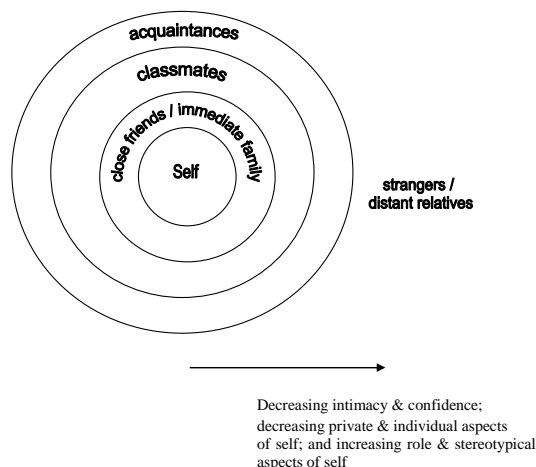 acquaintances
classmates
close friends / immediate family
Self
strangers /
distant relatives
Decreasing intimacy & confidence;
decreasing private & individual aspects
of self; and increasing role & stereotypical
aspects of self